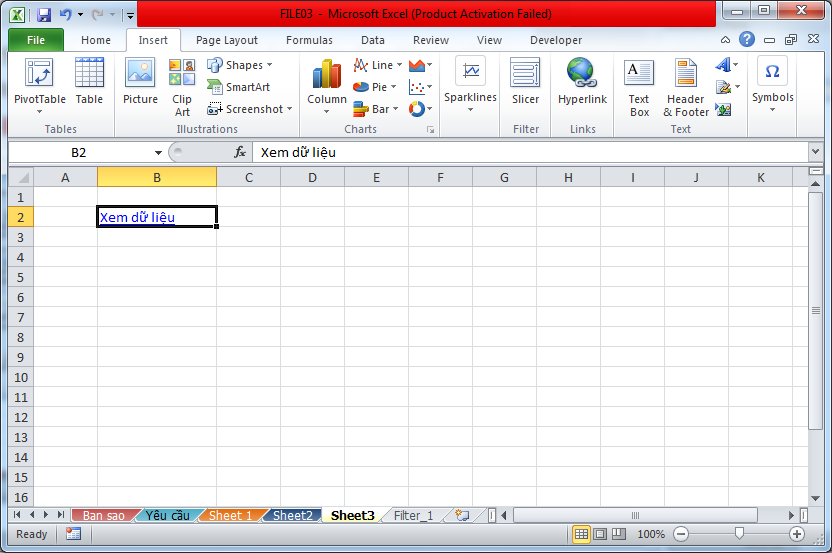 FILE03 - Microsoft Excel (Product Activation Failed)
File Home Insert Page Layout Formulas Data Review View Developer
PivotTable Table Picture Clip Art Shapes SmartArt Screenshot Column Line Pie Bar Sparklines Slicer Hyperlink Text Box Header & Footer Symbols
Tables Illustrations Charts Filter Links Text
B2 fx Xem dữ liệu
A B C D E F G H I J K
1
2 Xem dữ liệu
3
4
5
6
7
8
9
10
11
12
13
14
15
16
Ban sao Yêu cầu Sheet 1 Sheet2 Sheet3 Filter_1
Ready 100%